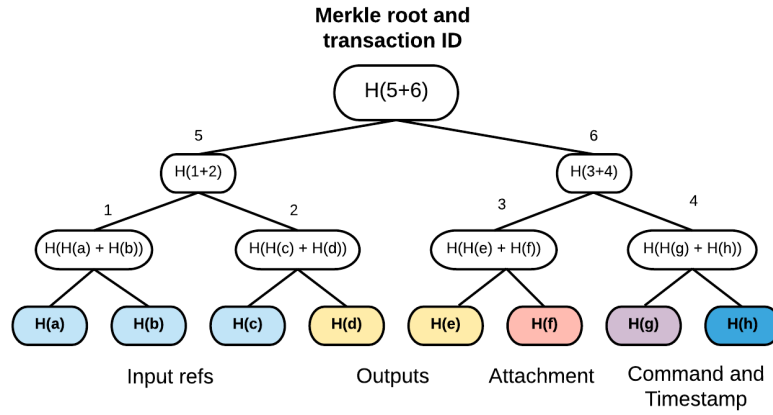 Merkle root and
transaction ID
H(5+6)
5
6
H(1+2)
H(3+4)
1
2
3
4
H(H(a) + H(b))
H(H(c) + H(d))
H(H(e) + H(f))
H(H(g) + H(h))
H(a)
H(b)
H(c)
H(d)
H(e)
H(f)
H(g)
H(h)
Input refs
Outputs
Attachment
Command and
Timestamp